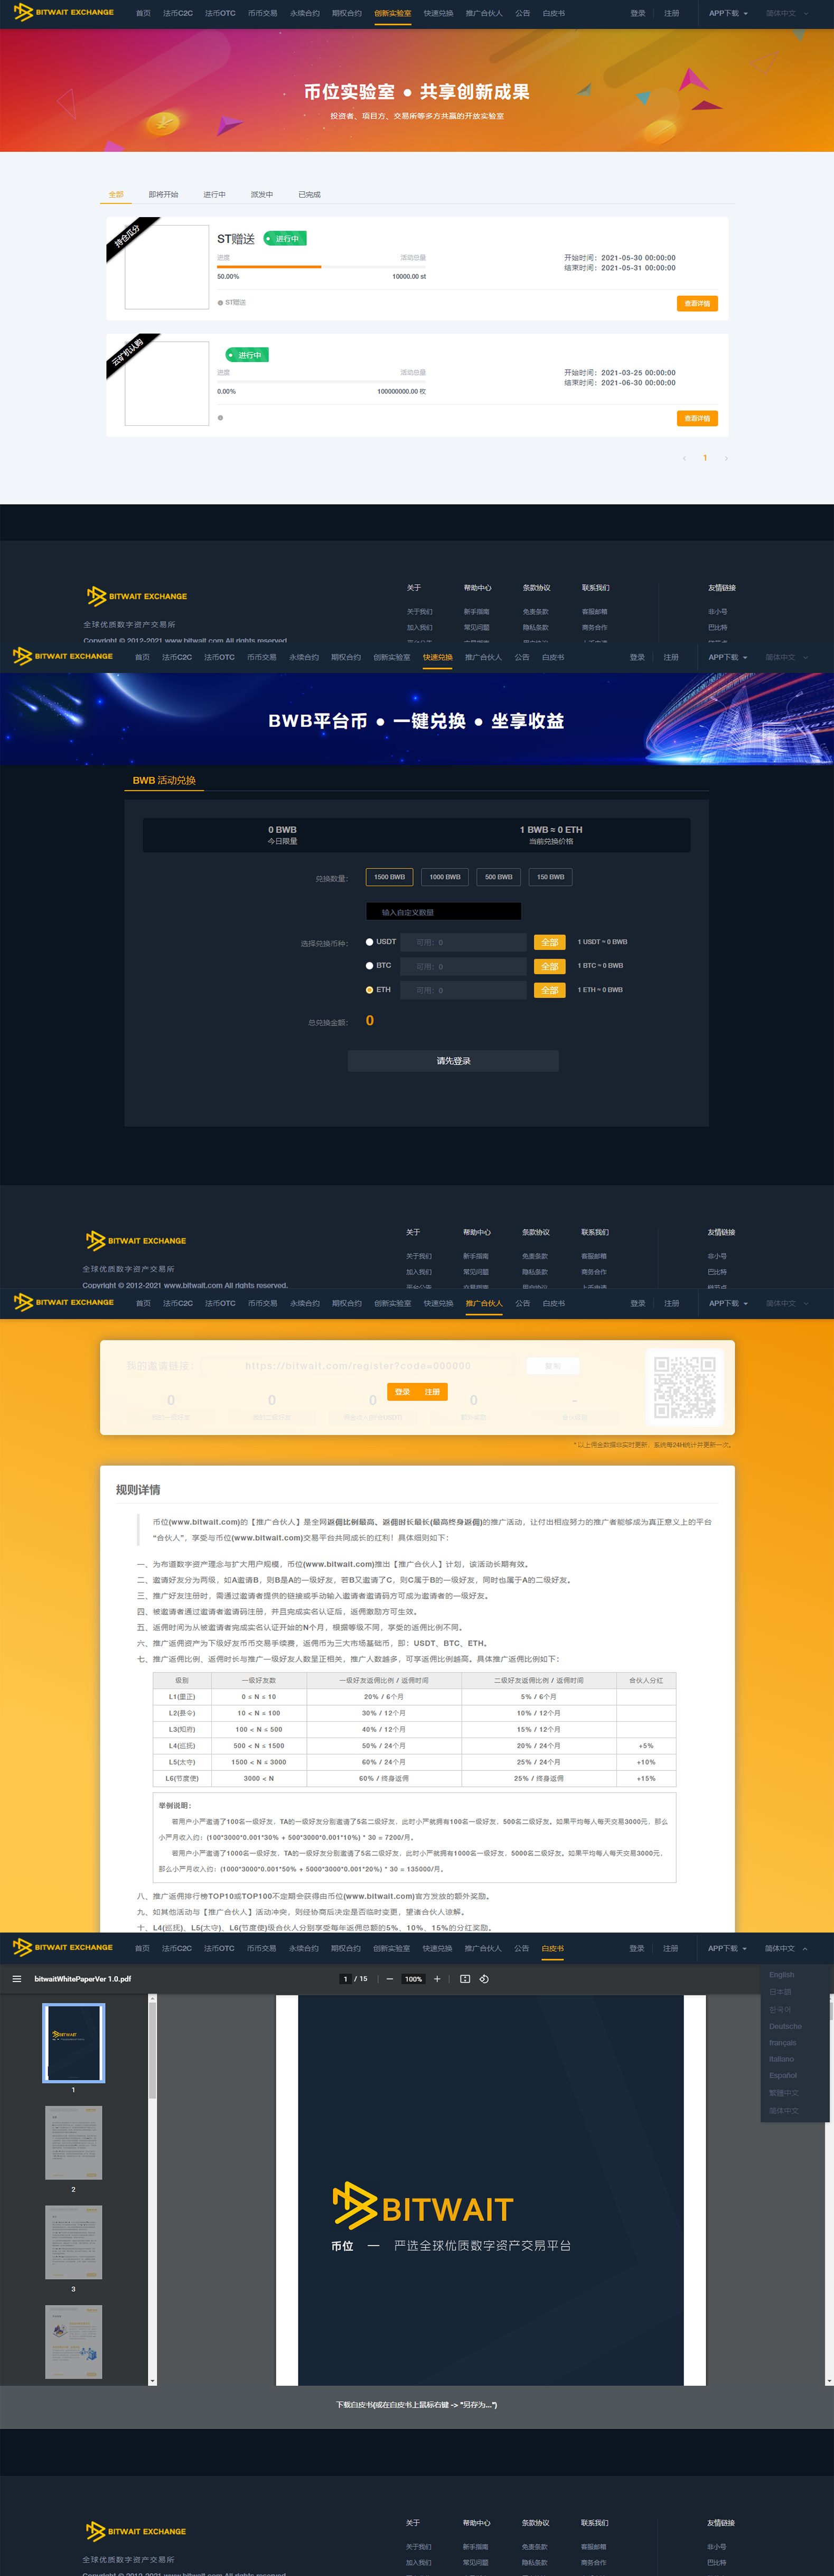 BITWAIT EXCHANGE 首页 法币C2C 法币OTC 币币交易 永续合约 期权合约 创新实验室 快速兑换 推广合伙人 公告 白皮书 登录 注册 APP下载 简体中文
币位实验室 ● 共享创新成果
投资者、项目方、交易所等多方共赢的开放实验室
全部 即将开始 进行中 派发中 已完成
持仓瓜分
ST赠送 进行中
进度 活动总量
开始时间：2021-05-30 00:00:00
结束时间：2021-05-31 00:00:00
50.00% 10000.00 st
ST赠送 查看详情
云矿机认购
进行中
进度 活动总量
开始时间：2021-03-25 00:00:00
结束时间：2021-06-30 00:00:00
0.00% 100000000.00 枚
查看详情
1
关于 帮助中心 条款协议 联系我们 友情链接
BITWAIT EXCHANGE
关于我们 新手指南 免责条款 客服邮箱 非小号
全球优质数字资产交易所
加入我们 常见问题 隐私条款 商务合作 巴比特
Copyright © 2012-2021 www.bitwait.com All rights reserved.
BITWAIT EXCHANGE 首页 法币C2C 法币OTC 币币交易 永续合约 期权合约 创新实验室 快速兑换 推广合伙人 公告 白皮书 登录 注册 APP下载 简体中文
BWB平台币 ● 一键兑换 ● 坐享收益
BWB 活动兑换
0 BWB 1 BWB ≈ 0 ETH
今日限量 当前兑换价格
兑换数量： 1500 BWB 1000 BWB 500 BWB 150 BWB
输入自定义数量
选择兑换币种： USDT 可用：0 全部 1 USDT ≈ 0 BWB
BTC 可用：0 全部 1 BTC ≈ 0 BWB
ETH 可用：0 全部 1 ETH ≈ 0 BWB
总兑换金额： 0
请先登录
关于 帮助中心 条款协议 联系我们 友情链接
BITWAIT EXCHANGE
关于我们 新手指南 免责条款 客服邮箱 非小号
全球优质数字资产交易所
加入我们 常见问题 隐私条款 商务合作 巴比特
Copyright © 2012-2021 www.bitwait.com All rights reserved.
BITWAIT EXCHANGE 首页 法币C2C 法币OTC 币币交易 永续合约 期权合约 创新实验室 快速兑换 推广合伙人 公告 白皮书 登录 注册 APP下载 简体中文
我的邀请链接： https://bitwait.com/register?code=000000 复制
登录 注册
0 0 0 0 -
* 以上佣金数据非实时更新，系统每24H统计并更新一次。
规则详情
币位(www.bitwait.com)的【推广合伙人】是全网返佣比例最高、返佣时长最长(最高终身返佣)的推广活动，让付出相应努力的推广者能够成为真正意义上的平台
“合伙人”，享受与币位(www.bitwait.com)交易平台共同成长的红利！具体细则如下：
一、为布道数字资产理念与扩大用户规模，币位(www.bitwait.com)推出【推广合伙人】计划，该活动长期有效。
二、邀请好友分为两级，如A邀请B，则B是A的一级好友，若B又邀请了C，则C属于B的一级好友，同时也属于A的二级好友。
三、推广好友注册时，需通过邀请者提供的链接或手动输入邀请者邀请码方可成为邀请者的一级好友。
四、被邀请者通过邀请者邀请码注册，并且完成实名认证后，返佣激励方可生效。
五、返佣时间为从被邀请者完成实名认证开始的N个月，根据等级不同，享受的返佣比例不同。
六、推广返佣资产为下级好友币币交易手续费，返佣币为三大市场基础币，即：USDT、BTC、ETH。
七、推广返佣比例、返佣时长与推广一级好友人数呈正相关，推广人数越多，可享返佣比例越高。具体推广返佣比例如下：
级别 一级好友数 一级好友返佣比例 / 返佣时间 二级好友返佣比例 / 返佣时间 合伙人分红
L1(里正) 0 ≤ N ≤ 10 20% / 6个月 5% / 6个月
L2(县令) 10 < N ≤ 100 30% / 12个月 10% / 12个月
L3(知府) 100 < N ≤ 500 40% / 12个月 15% / 12个月
L4(巡抚) 500 < N ≤ 1500 50% / 24个月 20% / 24个月 +5%
L5(太守) 1500 < N ≤ 3000 60% / 24个月 25% / 24个月 +10%
L6(节度使) 3000 < N 60% / 终身返佣 25% / 终身返佣 +15%
举例说明：
若用户小严邀请了100名一级好友，TA的一级好友分别邀请了5名二级好友，此时小严就拥有100名一级好友，500名二级好友。如果平均每人每天交易3000元，那么
小严月收入约：(100*3000*0.001*30% + 500*3000*0.001*10%) * 30 = 7200/月。
若用户小严邀请了1000名一级好友，TA的一级好友分别邀请了5名二级好友，此时小严就拥有1000名一级好友，5000名二级好友。如果平均每人每天交易3000元，
那么小严月收入约：(1000*3000*0.001*50% + 5000*3000*0.001*20%) * 30 = 135000/月。
八、推广返佣排行榜TOP10或TOP100不定期会获得由币位(www.bitwait.com)官方发放的额外奖励。
九、如其他活动与【推广合伙人】活动冲突，则经协商后决定是否临时变更，望诸合伙人谅解。
十、L4(巡抚)、L5(太守)、L6(节度使)级合伙人分别享受每年返佣总额的5%、10%、15%的分红奖励。
BITWAIT EXCHANGE 首页 法币C2C 法币OTC 币币交易 永续合约 期权合约 创新实验室 快速兑换 推广合伙人 公告 白皮书 登录 注册 APP下载 简体中文
bitwaitWhitePaperVer 1.0.pdf 1 / 15 100%
English
日本語
한국어
Deutsche
français
Italiano
Español
繁體中文
简体中文
1
2
3
BITWAIT
币位 — 严选全球优质数字资产交易平台
下载白皮书(或在白皮书上鼠标右键 -> "另存为...")
关于 帮助中心 条款协议 联系我们 友情链接
BITWAIT EXCHANGE
关于我们 新手指南 免责条款 客服邮箱 非小号
全球优质数字资产交易所
加入我们 常见问题 隐私条款 商务合作 巴比特